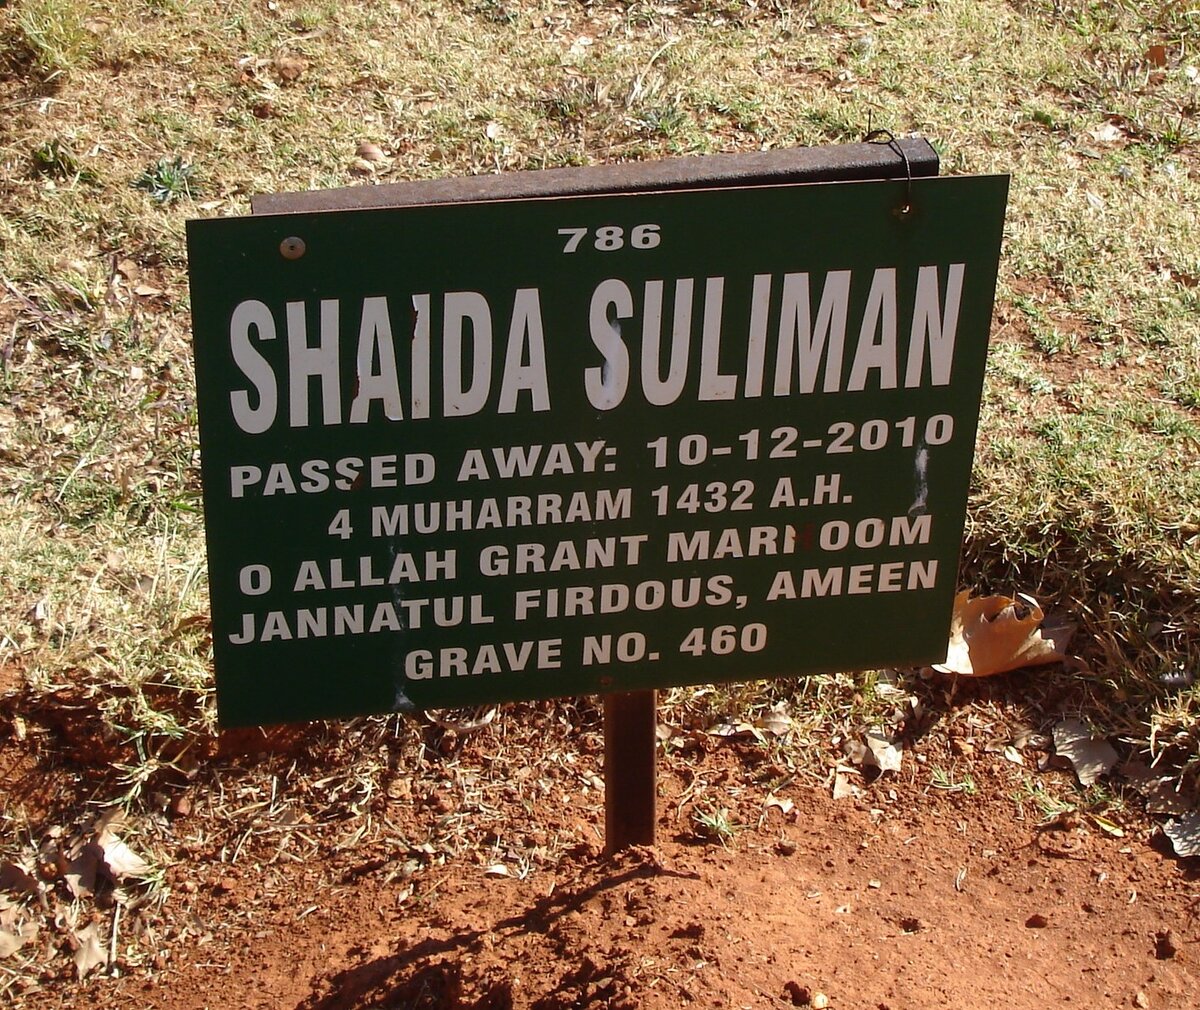 786
SHAIDA SULIMAN
PASSED AWAY: 10-12-2010
4 MUHARRAM 1432 A.H.
O ALLAH GRANT MARHOOM
JANNATUL FIRDOUS, AMEEN
GRAVE NO. 460